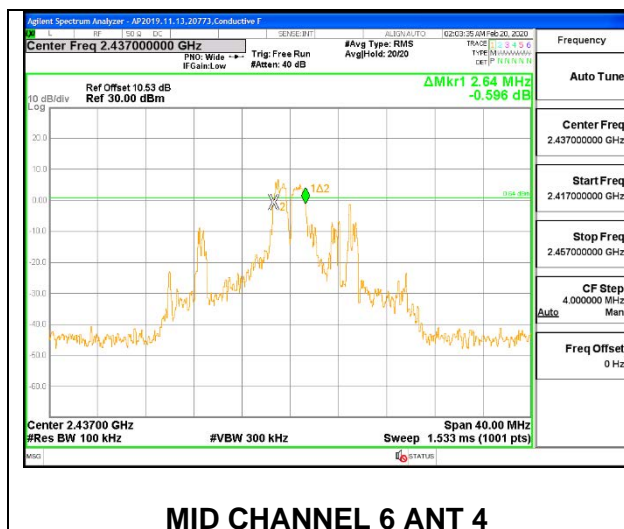 Agilent Spectrum Analyzer - AP2019.11.13,20773,Conductive F
L RF 50 Ω DC SENSE:INT ALIGNAUTO 02:03:35 AM Feb 20, 2020
Center Freq 2.437000000 GHz
PNO: Wide
IFGain:Low
Trig: Free Run
#Atten: 40 dB
#Avg Type: RMS
Avg|Hold: 20/20
TRACE 1 2 3 4 5 6
TYPE M
DET P N N N N N
Frequency
Auto Tune
Center Freq
2.437000000 GHz
Start Freq
2.417000000 GHz
Stop Freq
2.457000000 GHz
CF Step
4.000000 MHz
Auto Man
Freq Offset
0 Hz
ΔMkr1 2.64 MHz
-0.596 dB
Ref Offset 10.53 dB
10 dB/div Ref 30.00 dBm
Log
20.0
10.0
0.00
-10.0
-20.0
-30.0
-40.0
-50.0
-60.0
1Δ2
X2
0.64 dBm
Center 2.43700 GHz Span 40.00 MHz
#Res BW 100 kHz #VBW 300 kHz Sweep 1.533 ms (1001 pts)
MSG STATUS
MID CHANNEL 6 ANT 4